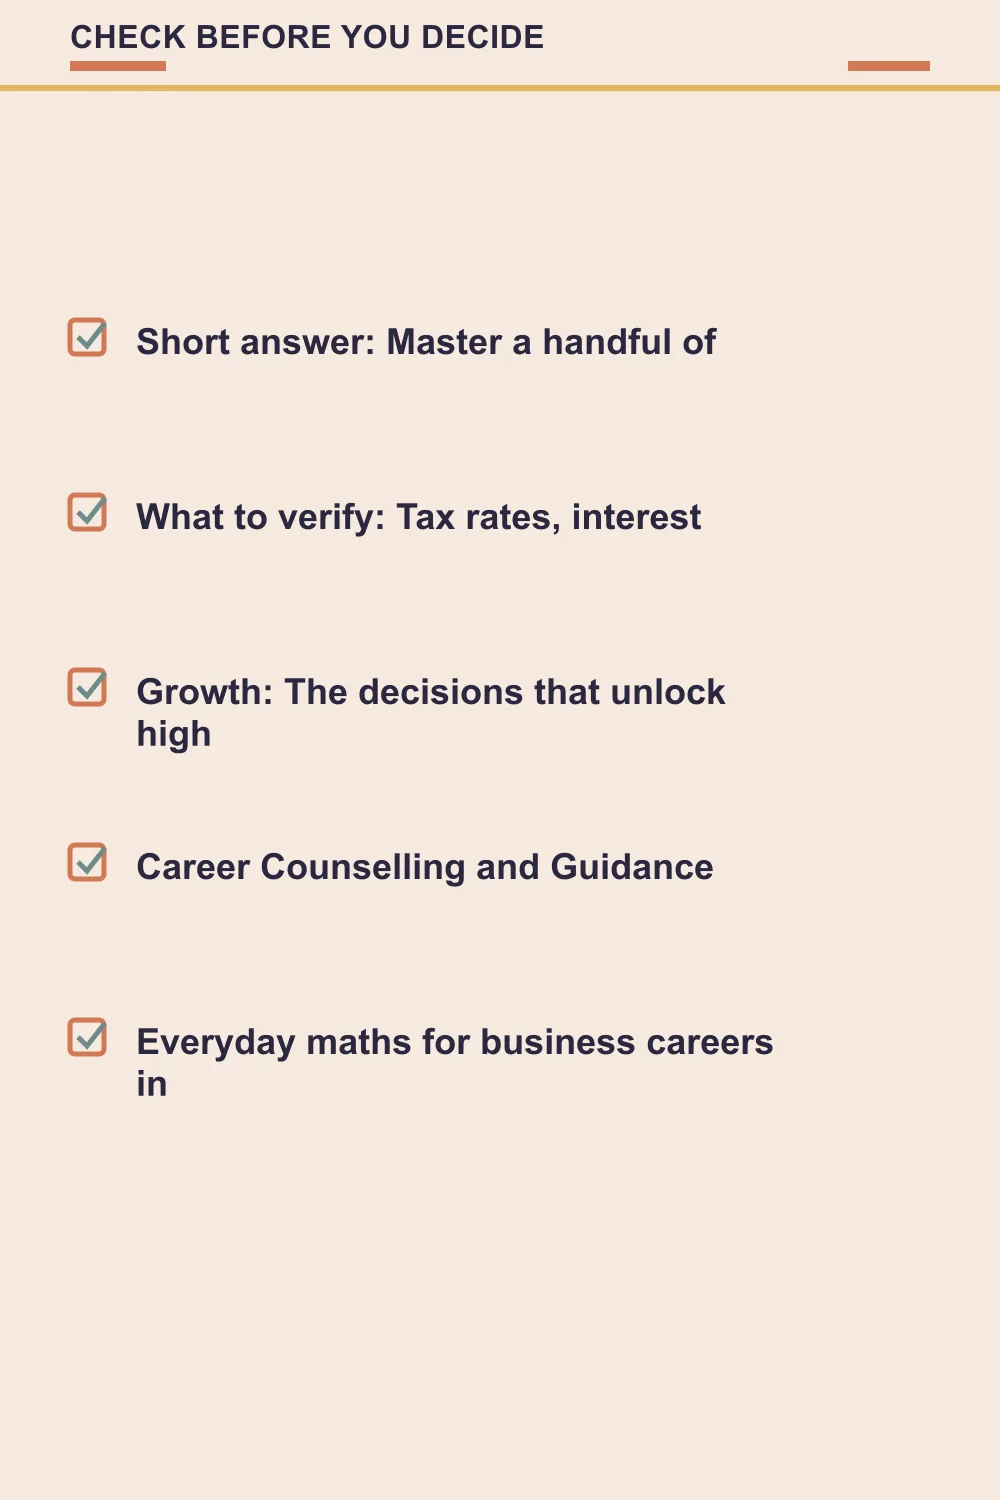 CHECK BEFORE YOU DECIDE
Short answer: Master a handful of
What to verify: Tax rates, interest
Growth: The decisions that unlock
high
Career Counselling and Guidance
Everyday maths for business careers
in